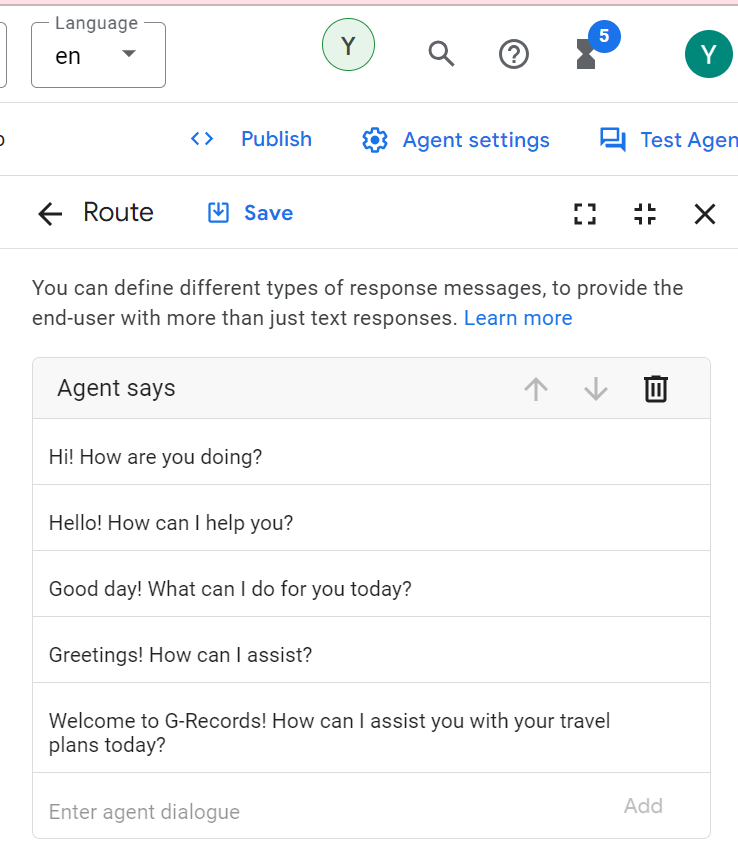 Language
en
Y
5
Y
Publish
Agent settings
Test Agen
Route
Save
You can define different types of response messages, to provide the
end-user with more than just text responses. Learn more
Agent says
Hi! How are you doing?
Hello! How can I help you?
Good day! What can I do for you today?
Greetings! How can I assist?
Welcome to G-Records! How can I assist you with your travel
plans today?
Enter agent dialogue
Add